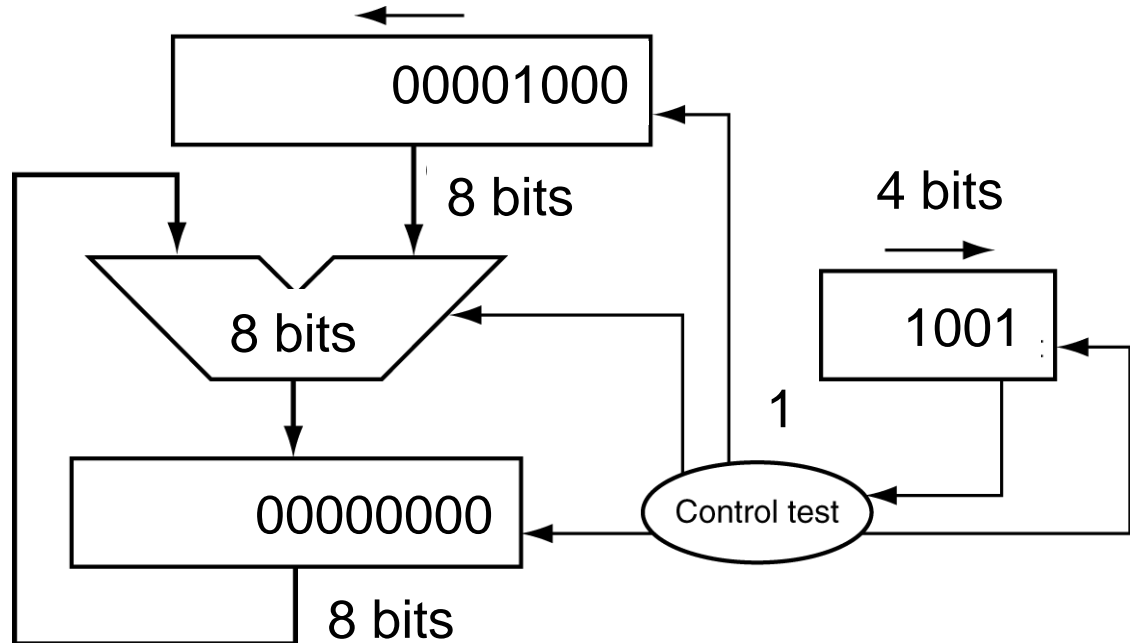 00001000
8 bits
4 bits
8 bits
1001
1
00000000
Control test
8 bits